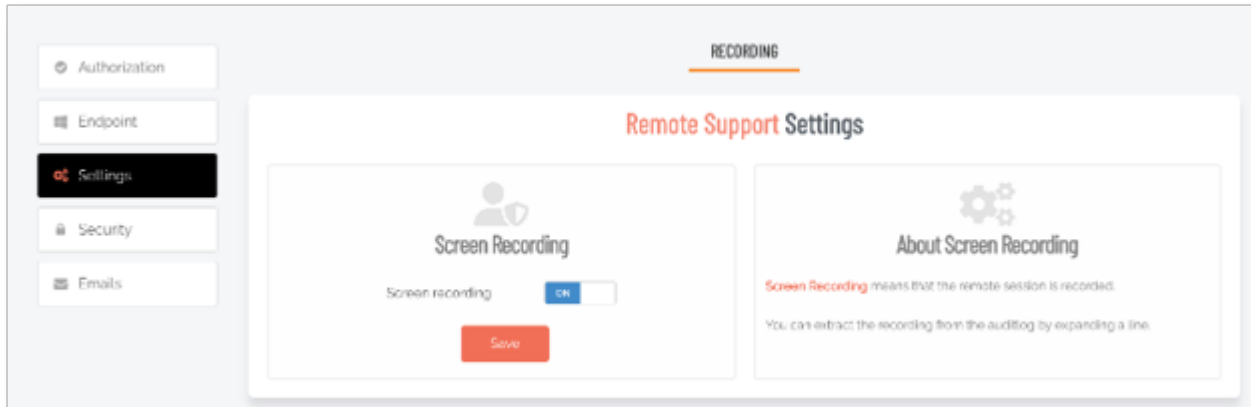 Authorization
Endpoint
Settings
Security
Emails
RECORDING
Remote Support Settings
Screen Recording
Screen recording
ON
Save
About Screen Recording
Screen Recording means that the remote session is recorded.
You can extract the recording from the auditlog by expanding a line.